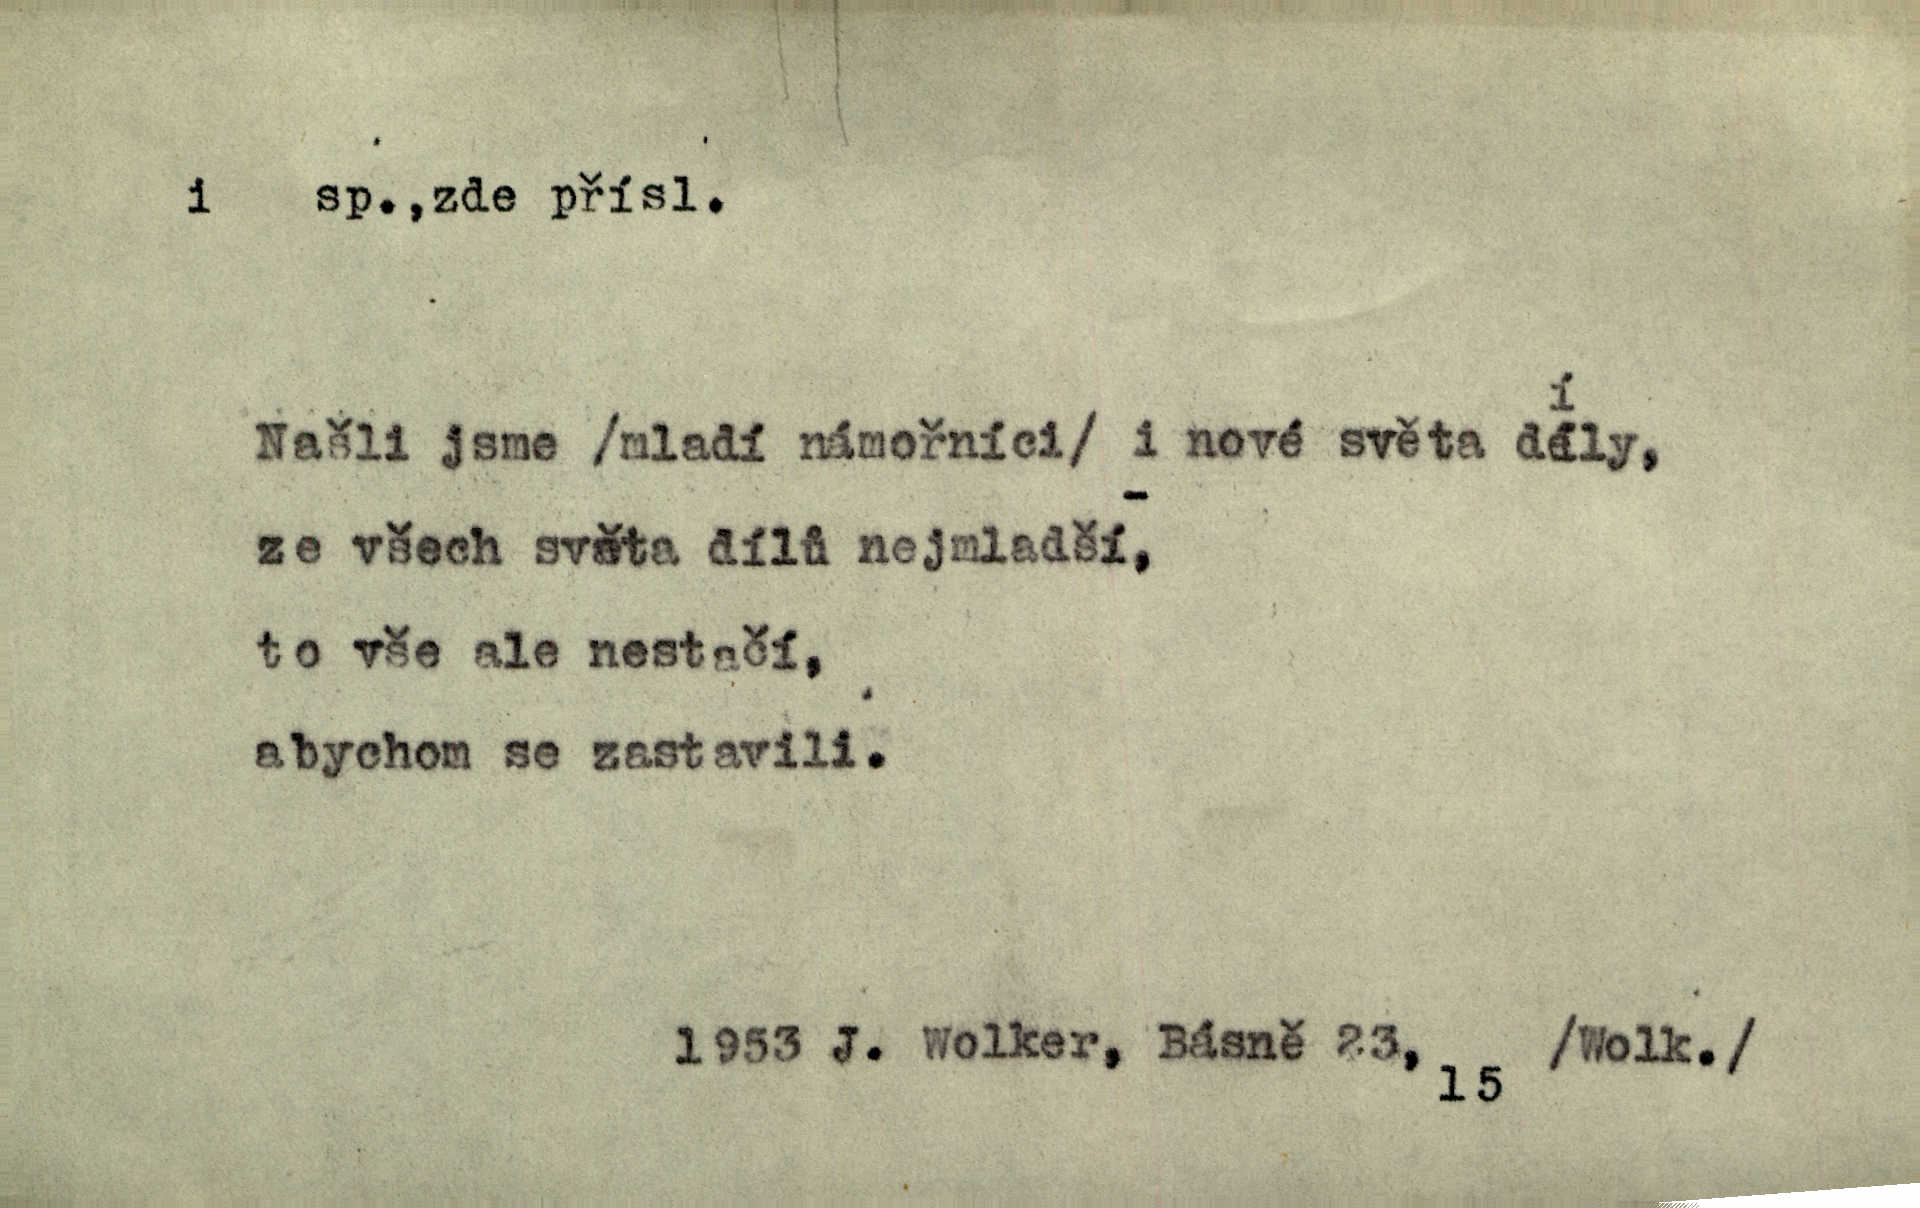 i sp.,zde přísl.
Našli jsme /mladí námořníci/ i nové světa díly,
ze všech světa dílů nejmladší,
to vše ale nestačí,
abychom se zastavili.
1953 J. Wolker, Básně 23, 15 /Wolk./